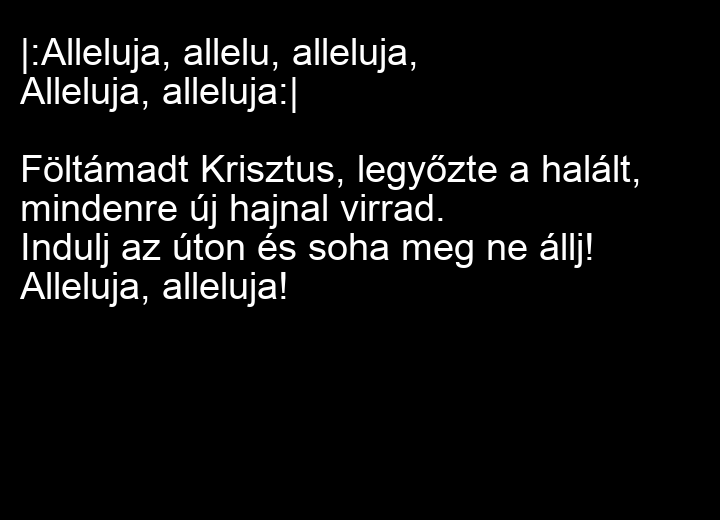 |:Alleluja, allelu, alleluja,
Alleluja, alleluja:|
Föltámadt Krisztus, legyőzte a halált,
mindenre új hajnal virrad.
Indulj az úton és soha meg ne állj!
Alleluja, alleluja!